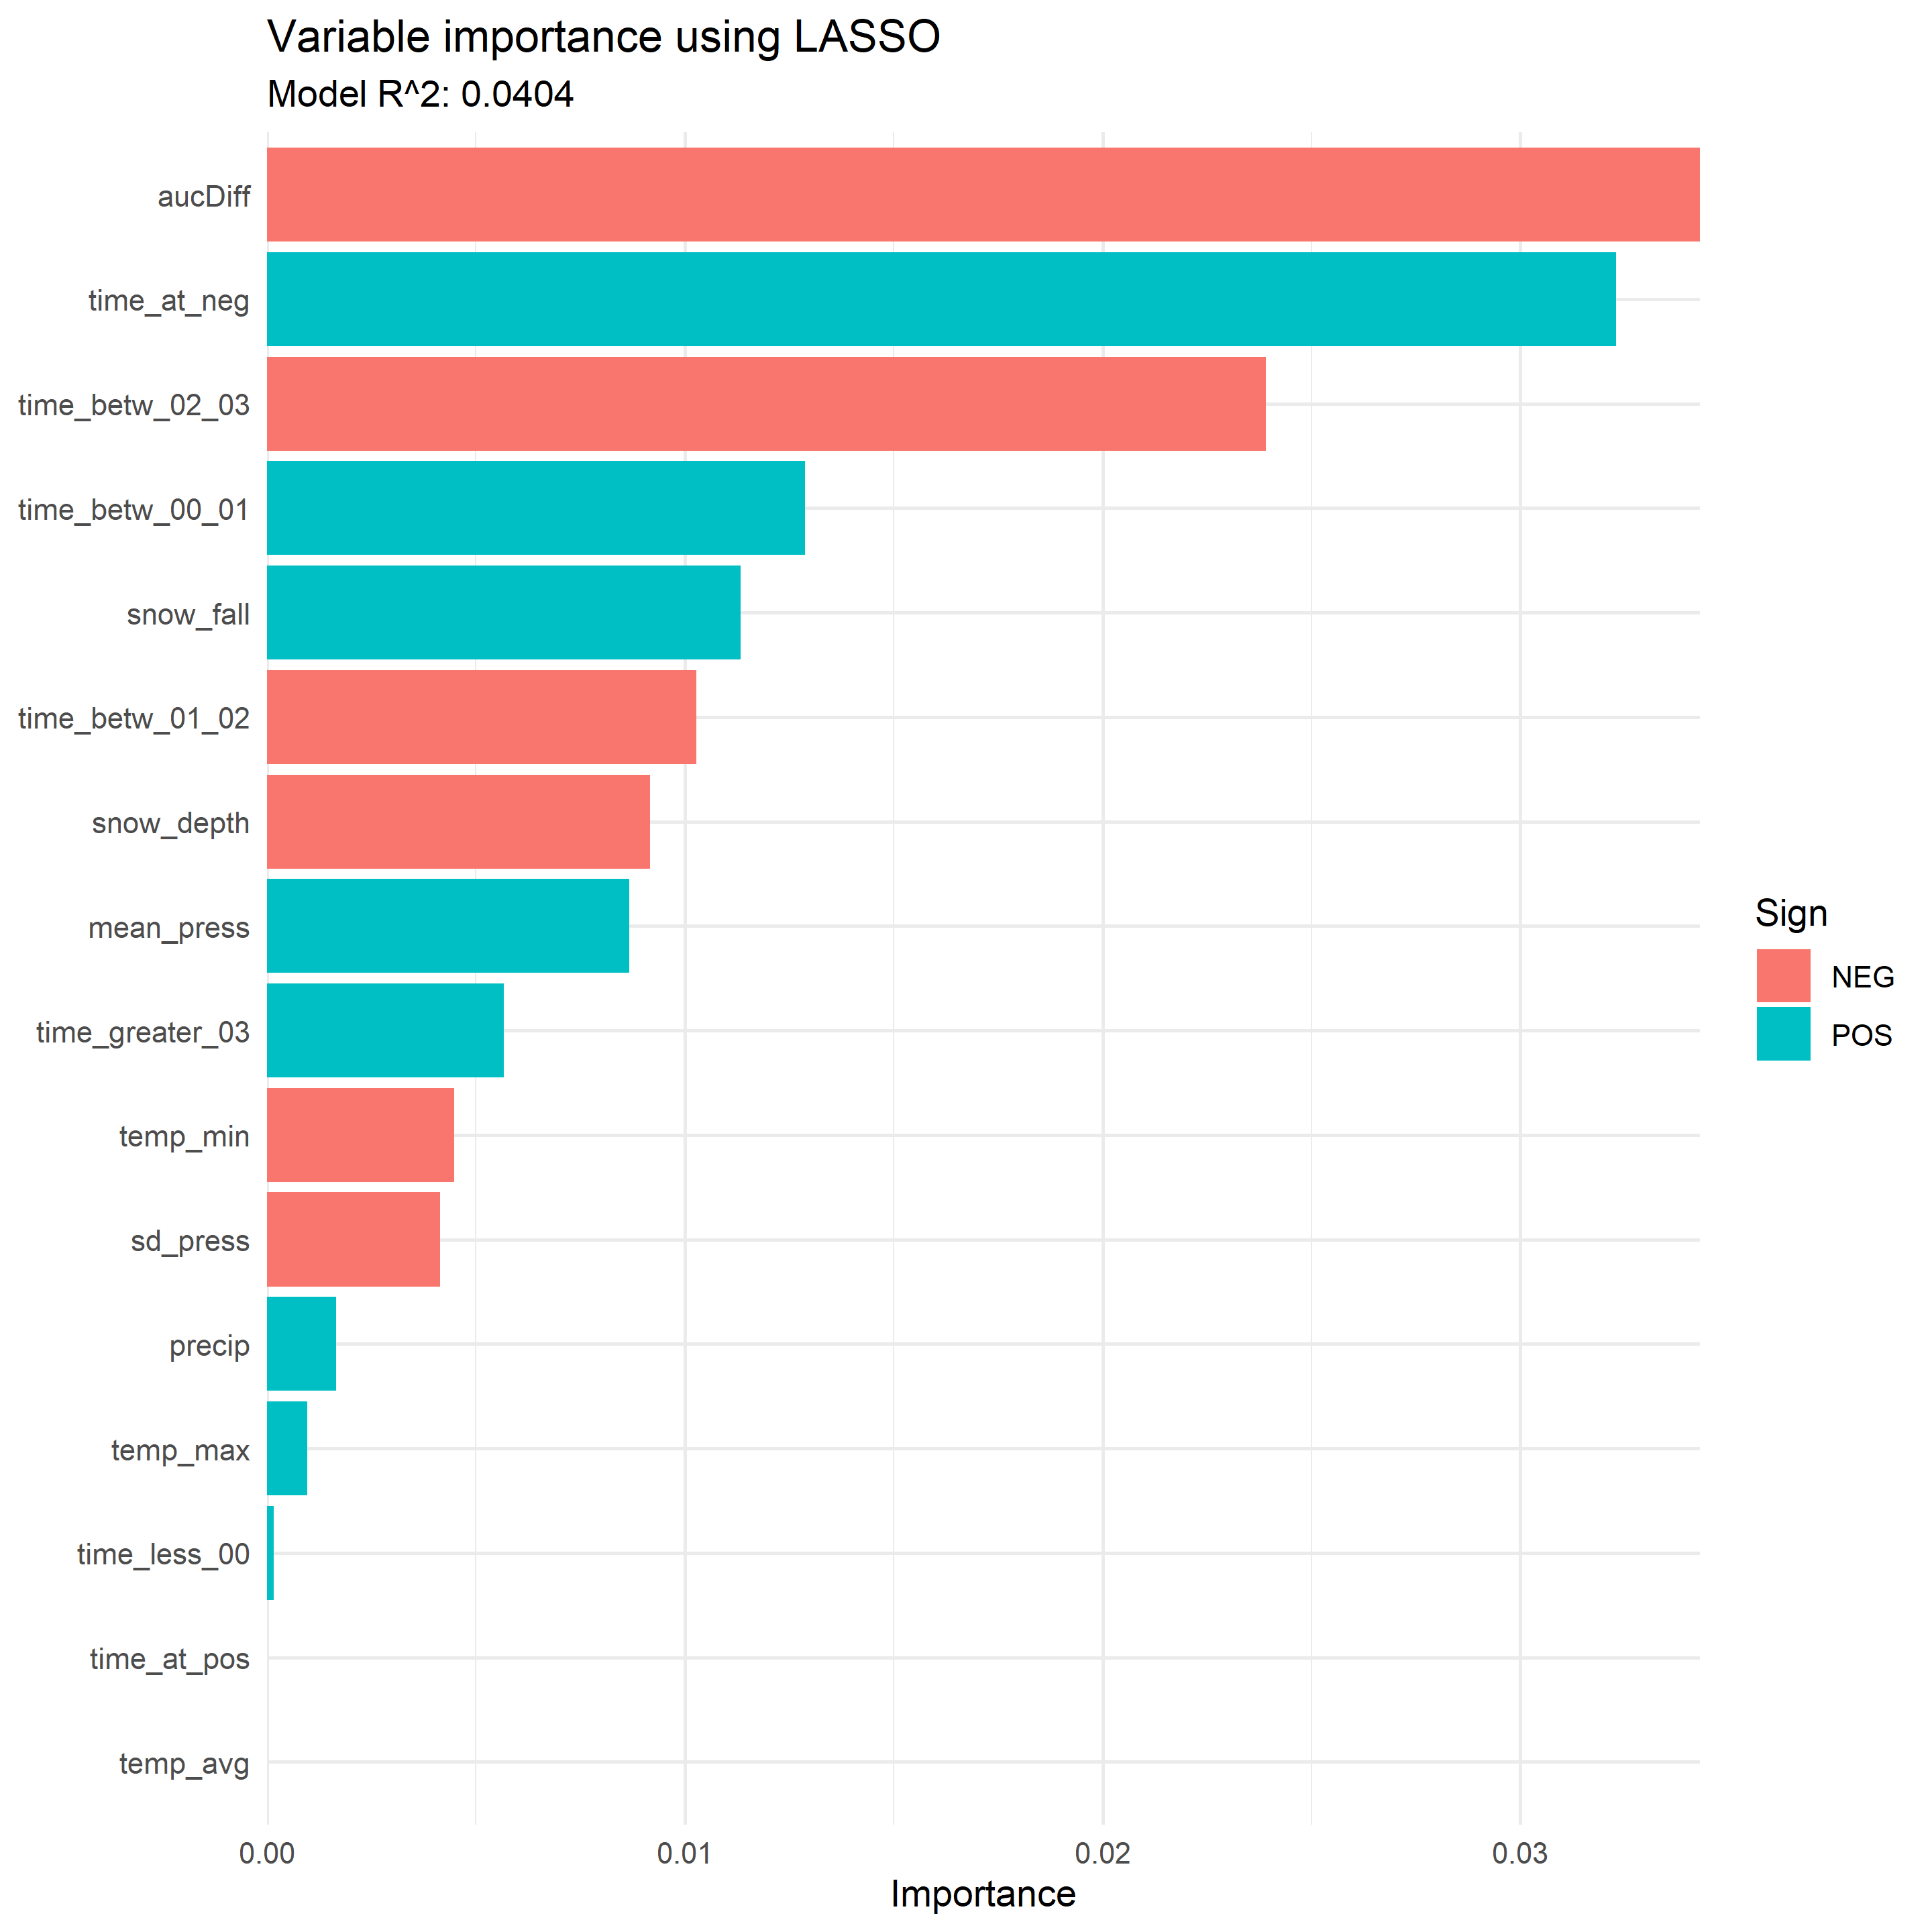 Variable importance using LASSO
Model R^2: 0.0404
aucDiff
time_at_neg
time_betw_02_03
time_betw_00_01
snow_fall
time_betw_01_02
snow_depth
mean_press
time_greater_03
temp_min
sd_press
precip
temp_max
time_less_00
time_at_pos
temp_avg
0.00 0.01 0.02 0.03
Importance
Sign
NEG
POS